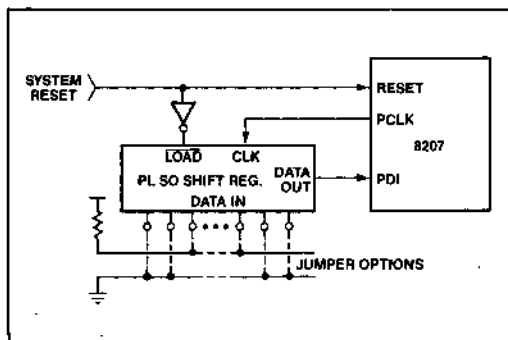 SYSTEM
RESET
RESET
PCLK
8207
LOAD CLK
PL SO SHIFT REG.
DATA
OUT
PDI
DATA IN
JUMPER OPTIONS